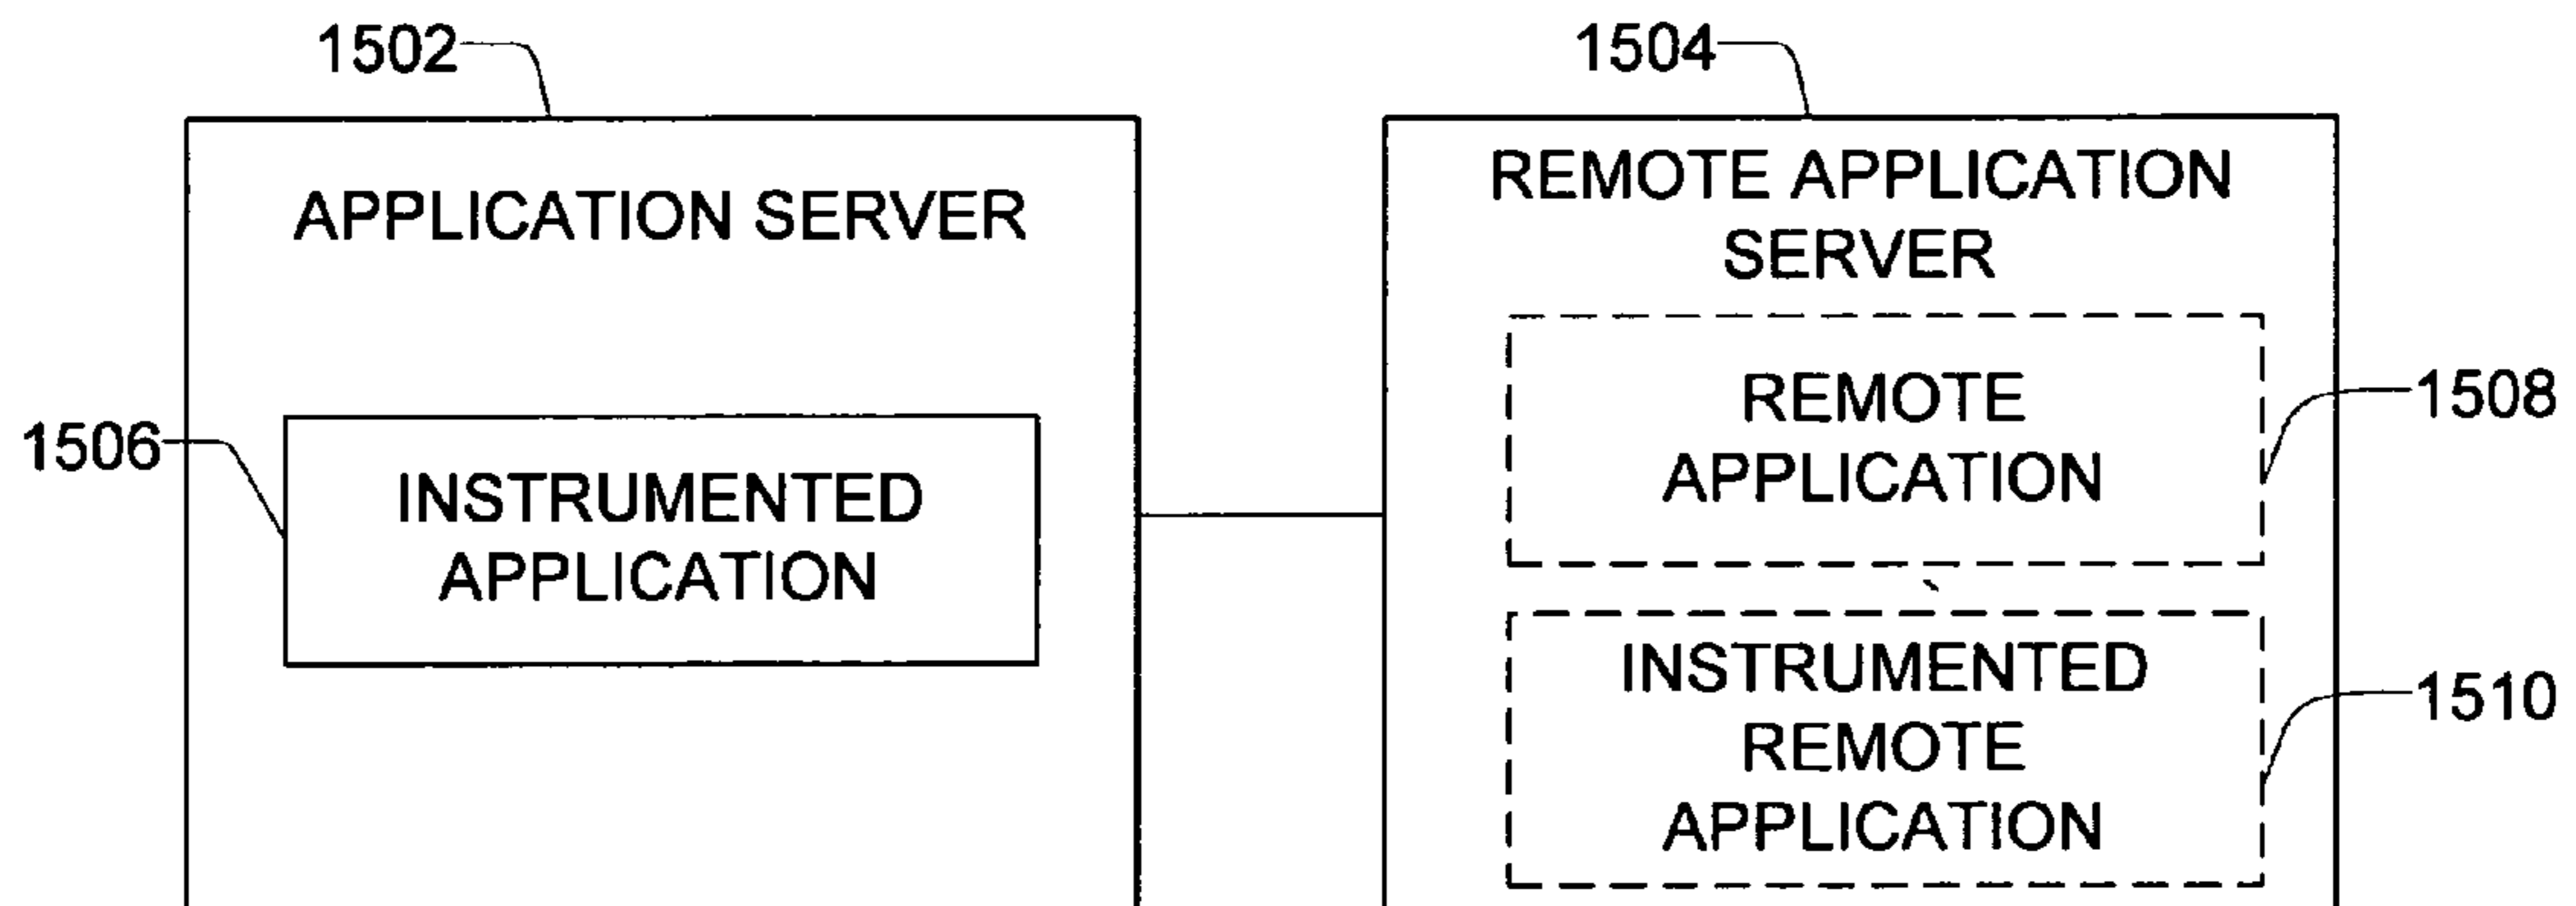 1502
1504
APPLICATION SERVER
REMOTE APPLICATION
SERVER
1506
INSTRUMENTED
APPLICATION
REMOTE
APPLICATION
1508
INSTRUMENTED
REMOTE
APPLICATION
1510